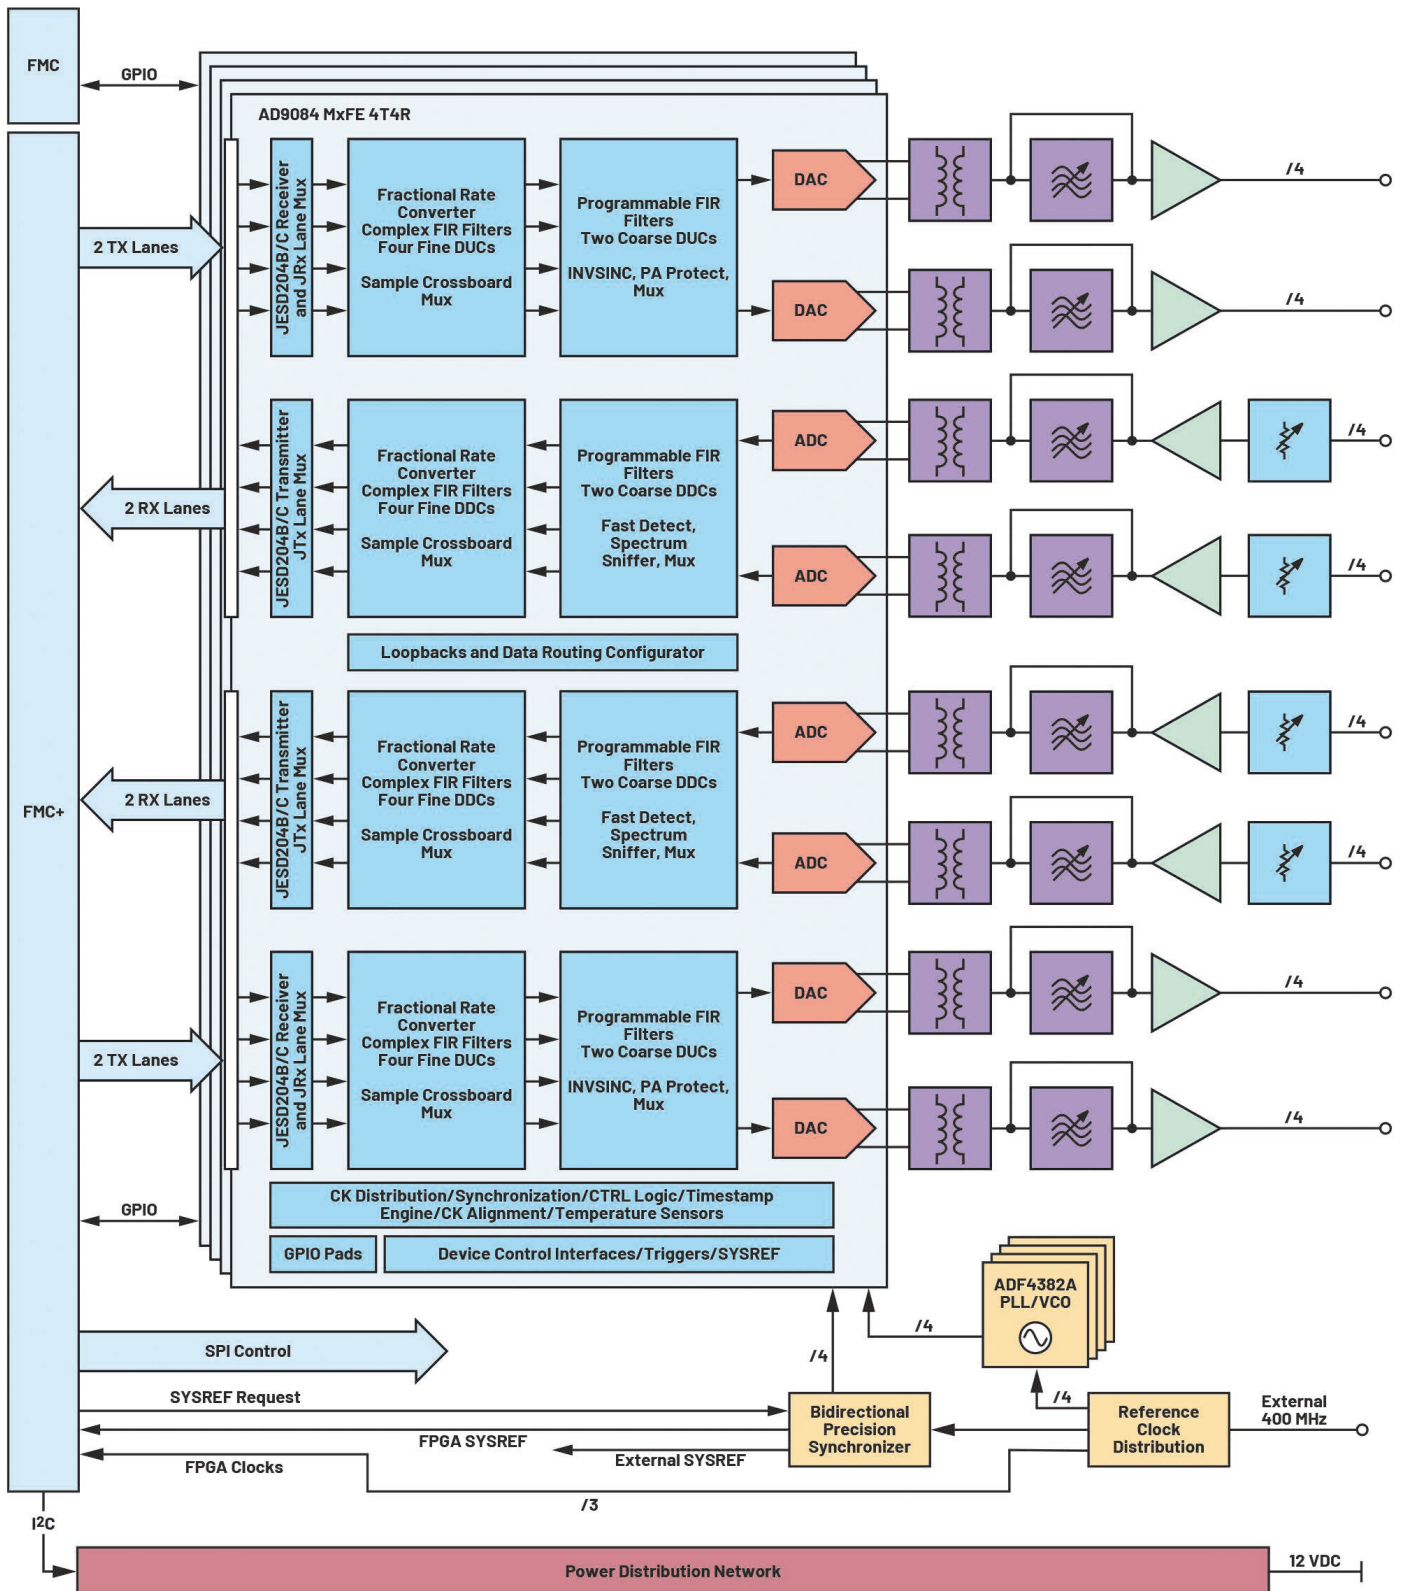 FMC
GPIO
AD9084 MxFE 4T4R
2 TX Lanes
JESD204B/C Receiver
and JRx Lane Mux
Fractional Rate
Converter
Complex FIR Filters
Four Fine DUCs
Sample Crossboard
Mux
Programmable FIR
Filters
Two Coarse DUCs
INVSINC, PA Protect,
Mux
DAC
/4
DAC
/4
2 RX Lanes
JESD204B/C Transmitter
JTx Lane Mux
Fractional Rate
Converter
Complex FIR Filters
Four Fine DDCs
Sample Crossboard
Mux
Programmable FIR
Filters
Two Coarse DDCs
Fast Detect,
Spectrum
Sniffer, Mux
ADC
/4
ADC
/4
Loopbacks and Data Routing Configurator
FMC+
2 RX Lanes
JESD204B/C Transmitter
JTx Lane Mux
Fractional Rate
Converter
Complex FIR Filters
Four Fine DDCs
Sample Crossboard
Mux
Programmable FIR
Filters
Two Coarse DDCs
Fast Detect,
Spectrum
Sniffer, Mux
ADC
/4
ADC
/4
2 TX Lanes
JESD204B/C Receiver
and JRx Lane Mux
Fractional Rate
Converter
Complex FIR Filters
Four Fine DUCs
Sample Crossboard
Mux
Programmable FIR
Filters
Two Coarse DUCs
INVSINC, PA Protect,
Mux
DAC
/4
DAC
/4
GPIO
CK Distribution/Synchronization/CTRL Logic/Timestamp
Engine/CK Alignment/Temperature Sensors
GPIO Pads
Device Control Interfaces/Triggers/SYSREF
ADF4382A
PLL/VCO
/4
/4
/4
SPI Control
SYSREF Request
FPGA SYSREF
External SYSREF
FPGA Clocks
/3
Bidirectional
Precision
Synchronizer
Reference
Clock
Distribution
External
400 MHz
I²C
Power Distribution Network
12 VDC